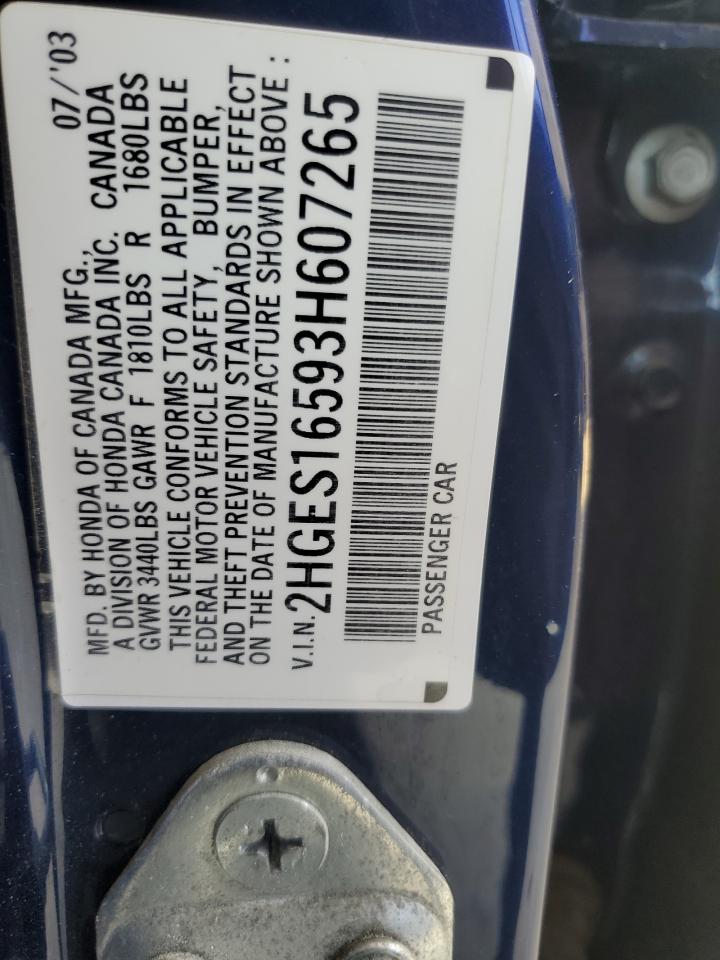 MFD. BY HONDA OF CANADA MFG., 07/'03
A DIVISION OF HONDA CANADA INC. CANADA
GVWR 3440LBS GAWR F 1810LBS R 1680LBS
THIS VEHICLE CONFORMS TO ALL APPLICABLE
FEDERAL MOTOR VEHICLE SAFETY, BUMPER,
AND THEFT PREVENTION STANDARDS IN EFFECT
ON THE DATE OF MANUFACTURE SHOWN ABOVE :
V.I.N. 2HGES16593H607265
PASSENGER CAR